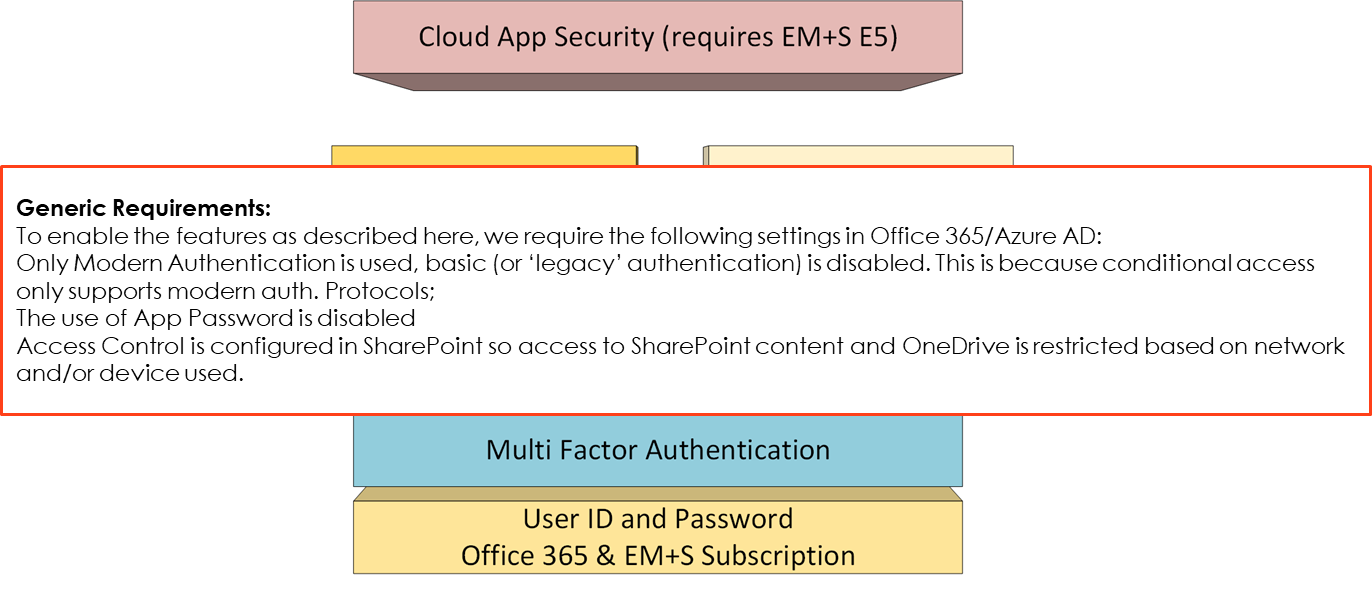 Cloud App Security (requires EM+S E5)
Generic Requirements:
To enable the features as described here, we require the following settings in Office 365/Azure AD:
Only Modern Authentication is used, basic (or ‘legacy’ authentication) is disabled. This is because conditional access
only supports modern auth. Protocols;
The use of App Password is disabled
Access Control is configured in SharePoint so access to SharePoint content and OneDrive is restricted based on network
and/or device used.
Multi Factor Authentication
User ID and Password
Office 365 & EM+S Subscription